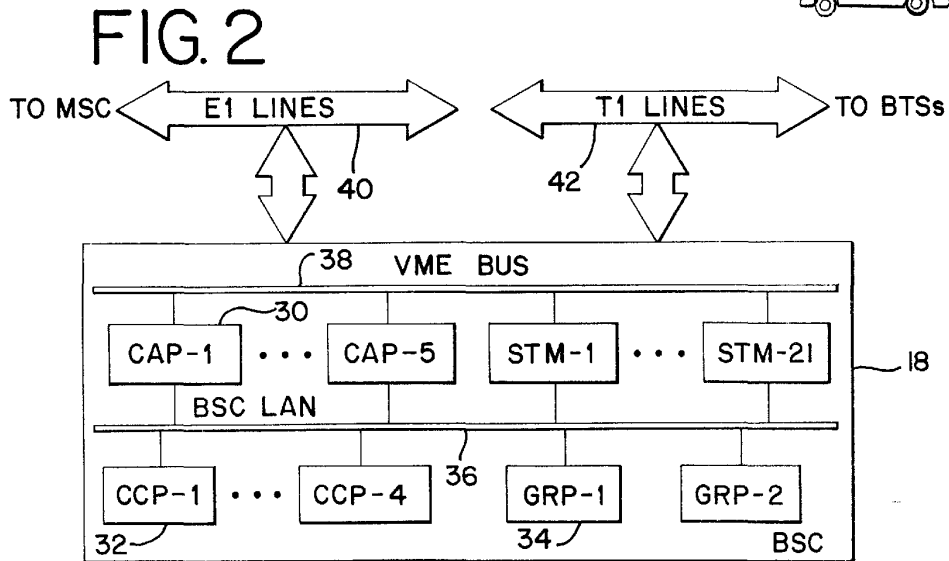 FIG. 2
TO MSC E1 LINES T1 LINES TO BTSs
40 42
38 VME BUS
30
CAP-1 ••• CAP-5 STM-1 ••• STM-21 18
BSC LAN
36
CCP-1 ••• CCP-4 GRP-1 GRP-2
32 34 BSC